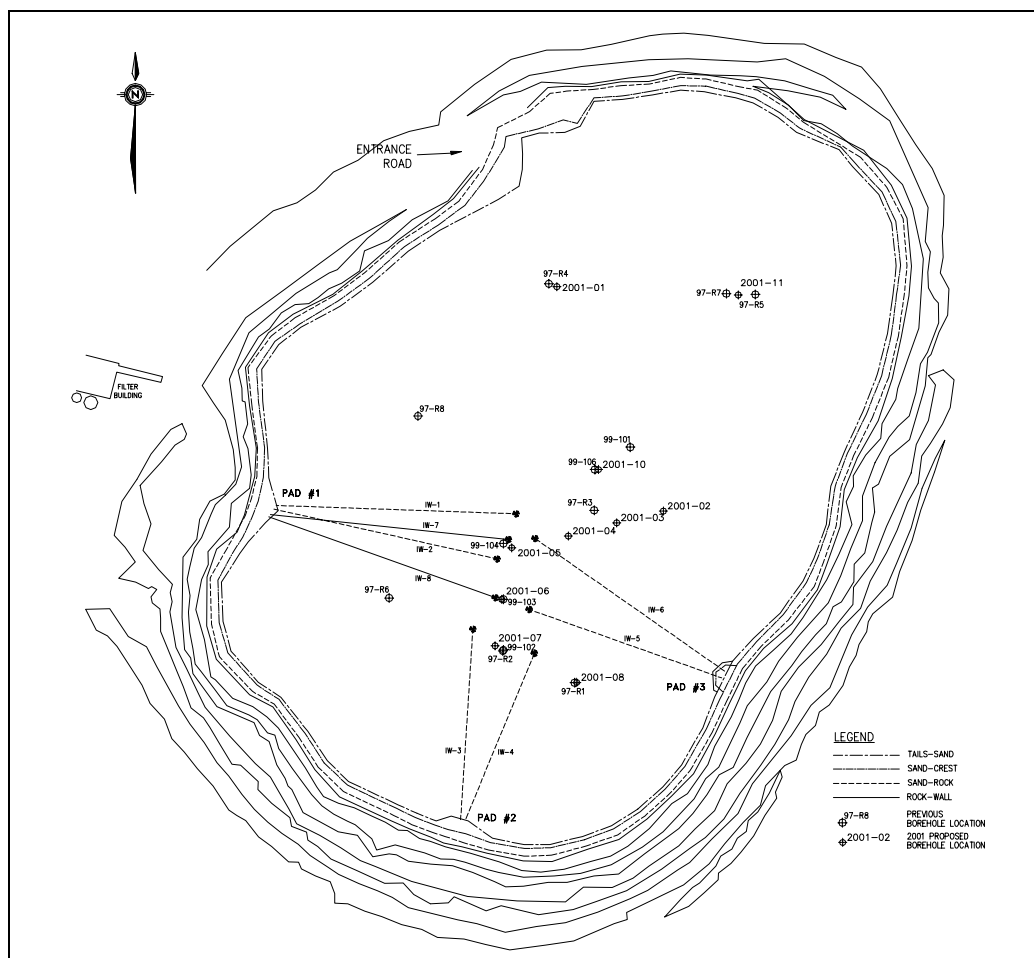 N
ENTRANCE
ROAD
97-R4
2001-01
2001-11
97-R7
97-R5
FILTER
BUILDING
97-R8
99-101
99-106
2001-10
PAD #1
IW-1
97-R3
2001-02
2001-03
IW-7
2001-04
99-104
IW-2
2001-05
IW-8
97-R6
2001-06
99-103
IW-6
IW-5
2001-07
99-102
97-R2
PAD #3
2001-08
97-R1
IW-3
IW-4
PAD #2
LEGEND
TAILS-SAND
SAND-CREST
SAND-ROCK
ROCK-WALL
97-R8 PREVIOUS
BOREHOLE LOCATION
2001-02 2001 PROPOSED
BOREHOLE LOCATION